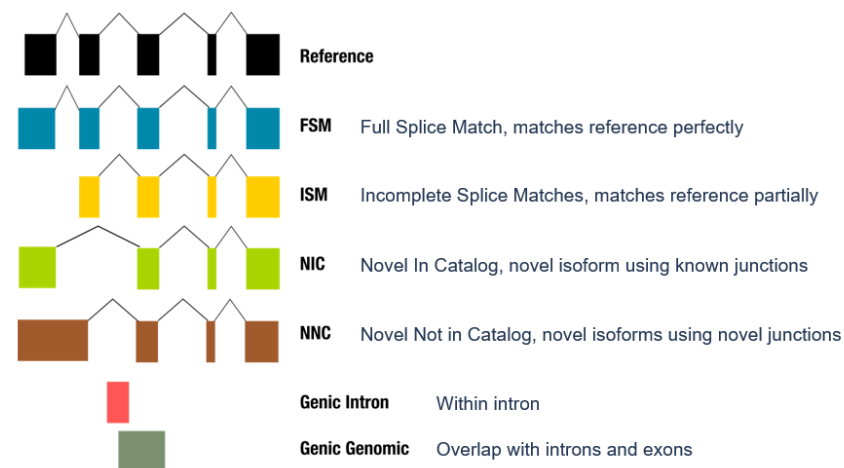 Reference
FSM Full Splice Match, matches reference perfectly
ISM Incomplete Splice Matches, matches reference partially
NIC Novel In Catalog, novel isoform using known junctions
NNC Novel Not in Catalog, novel isoforms using novel junctions
Genic Intron Within intron
Genic Genomic Overlap with introns and exons